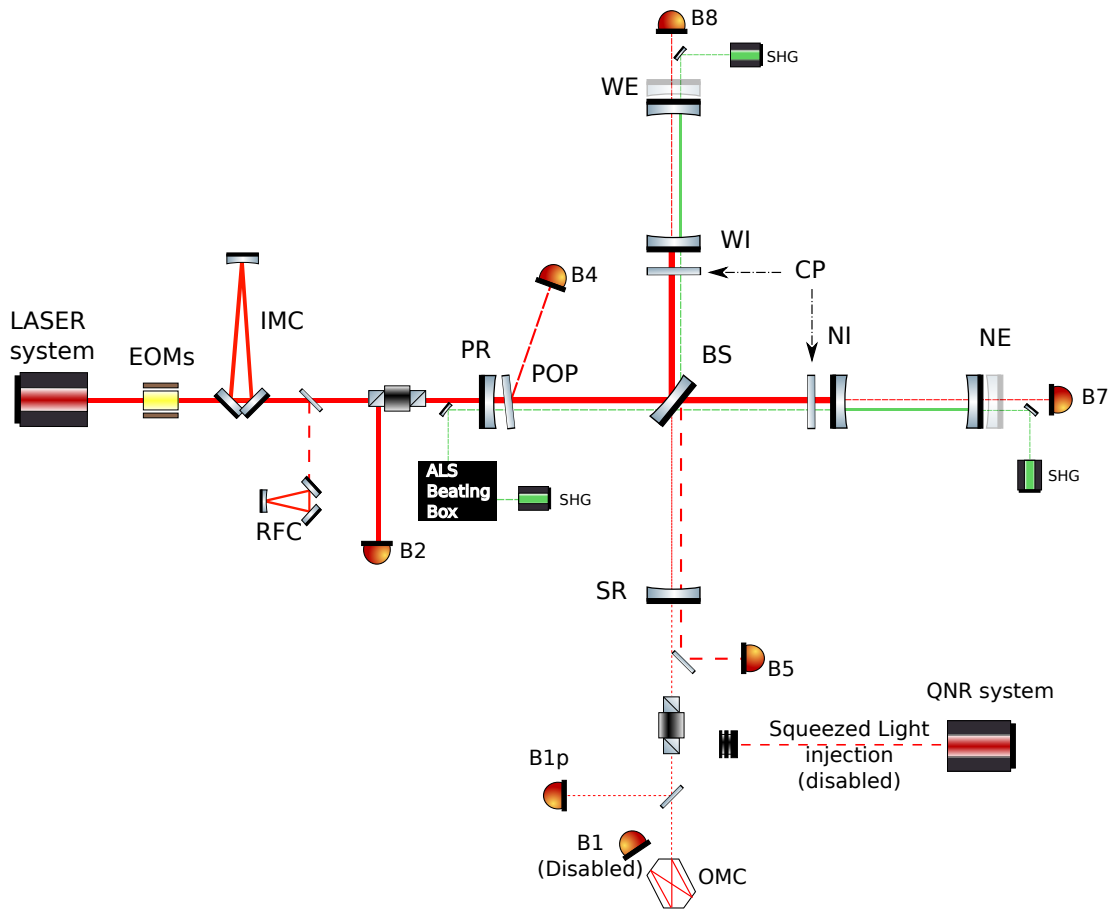 B8
SHG
WE
WI
CP
B4
LASER
system
EOMs
IMC
PR
POP
BS
NI
NE
B7
ALS
Beating
Box
SHG
SHG
RFC
B2
SR
B5
QNR system
Squeezed Light
injection
(disabled)
B1p
B1
(Disabled)
OMC